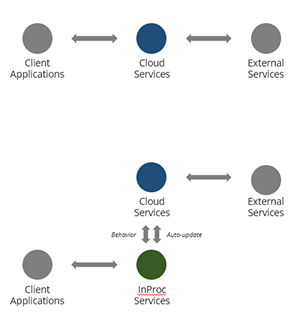 Client
Applications
Cloud
Services
External
Services
Cloud
Services
External
Services
Behavior
Auto-update
Client
Applications
InProc
Services